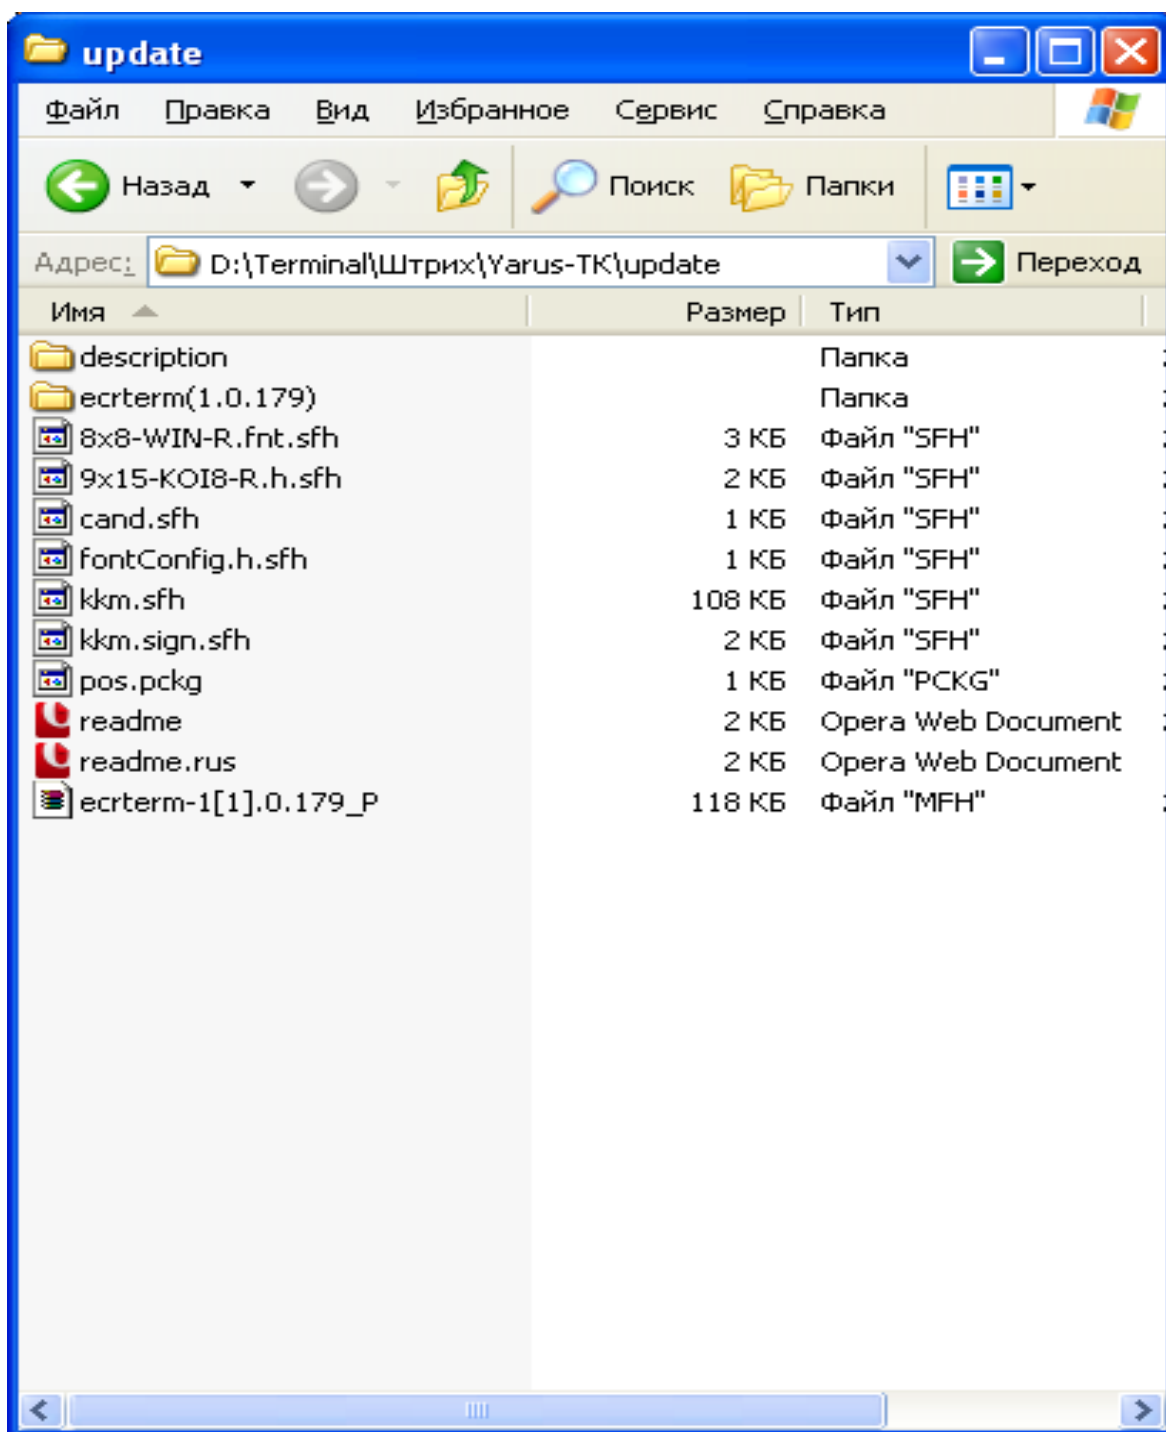 update
Файл Правка Вид Избранное Сервис Справка
Назад Поиск Папки
Адрес: D:\Terminal\Штрих\Yarus-TK\update Переход
Имя Размер Тип
description Папка
ecrterm(1.0.179) Папка
8x8-WIN-R.fnt.sfh 3 КБ Файл "SFH"
9x15-KOI8-R.h.sfh 2 КБ Файл "SFH"
cand.sfh 1 КБ Файл "SFH"
fontConfig.h.sfh 1 КБ Файл "SFH"
kkm.sfh 108 КБ Файл "SFH"
kkm.sign.sfh 2 КБ Файл "SFH"
pos.pckg 1 КБ Файл "PCKG"
readme 2 КБ Opera Web Document
readme.rus 2 КБ Opera Web Document
ecrterm-1[1].0.179_P 118 КБ Файл "MFH"